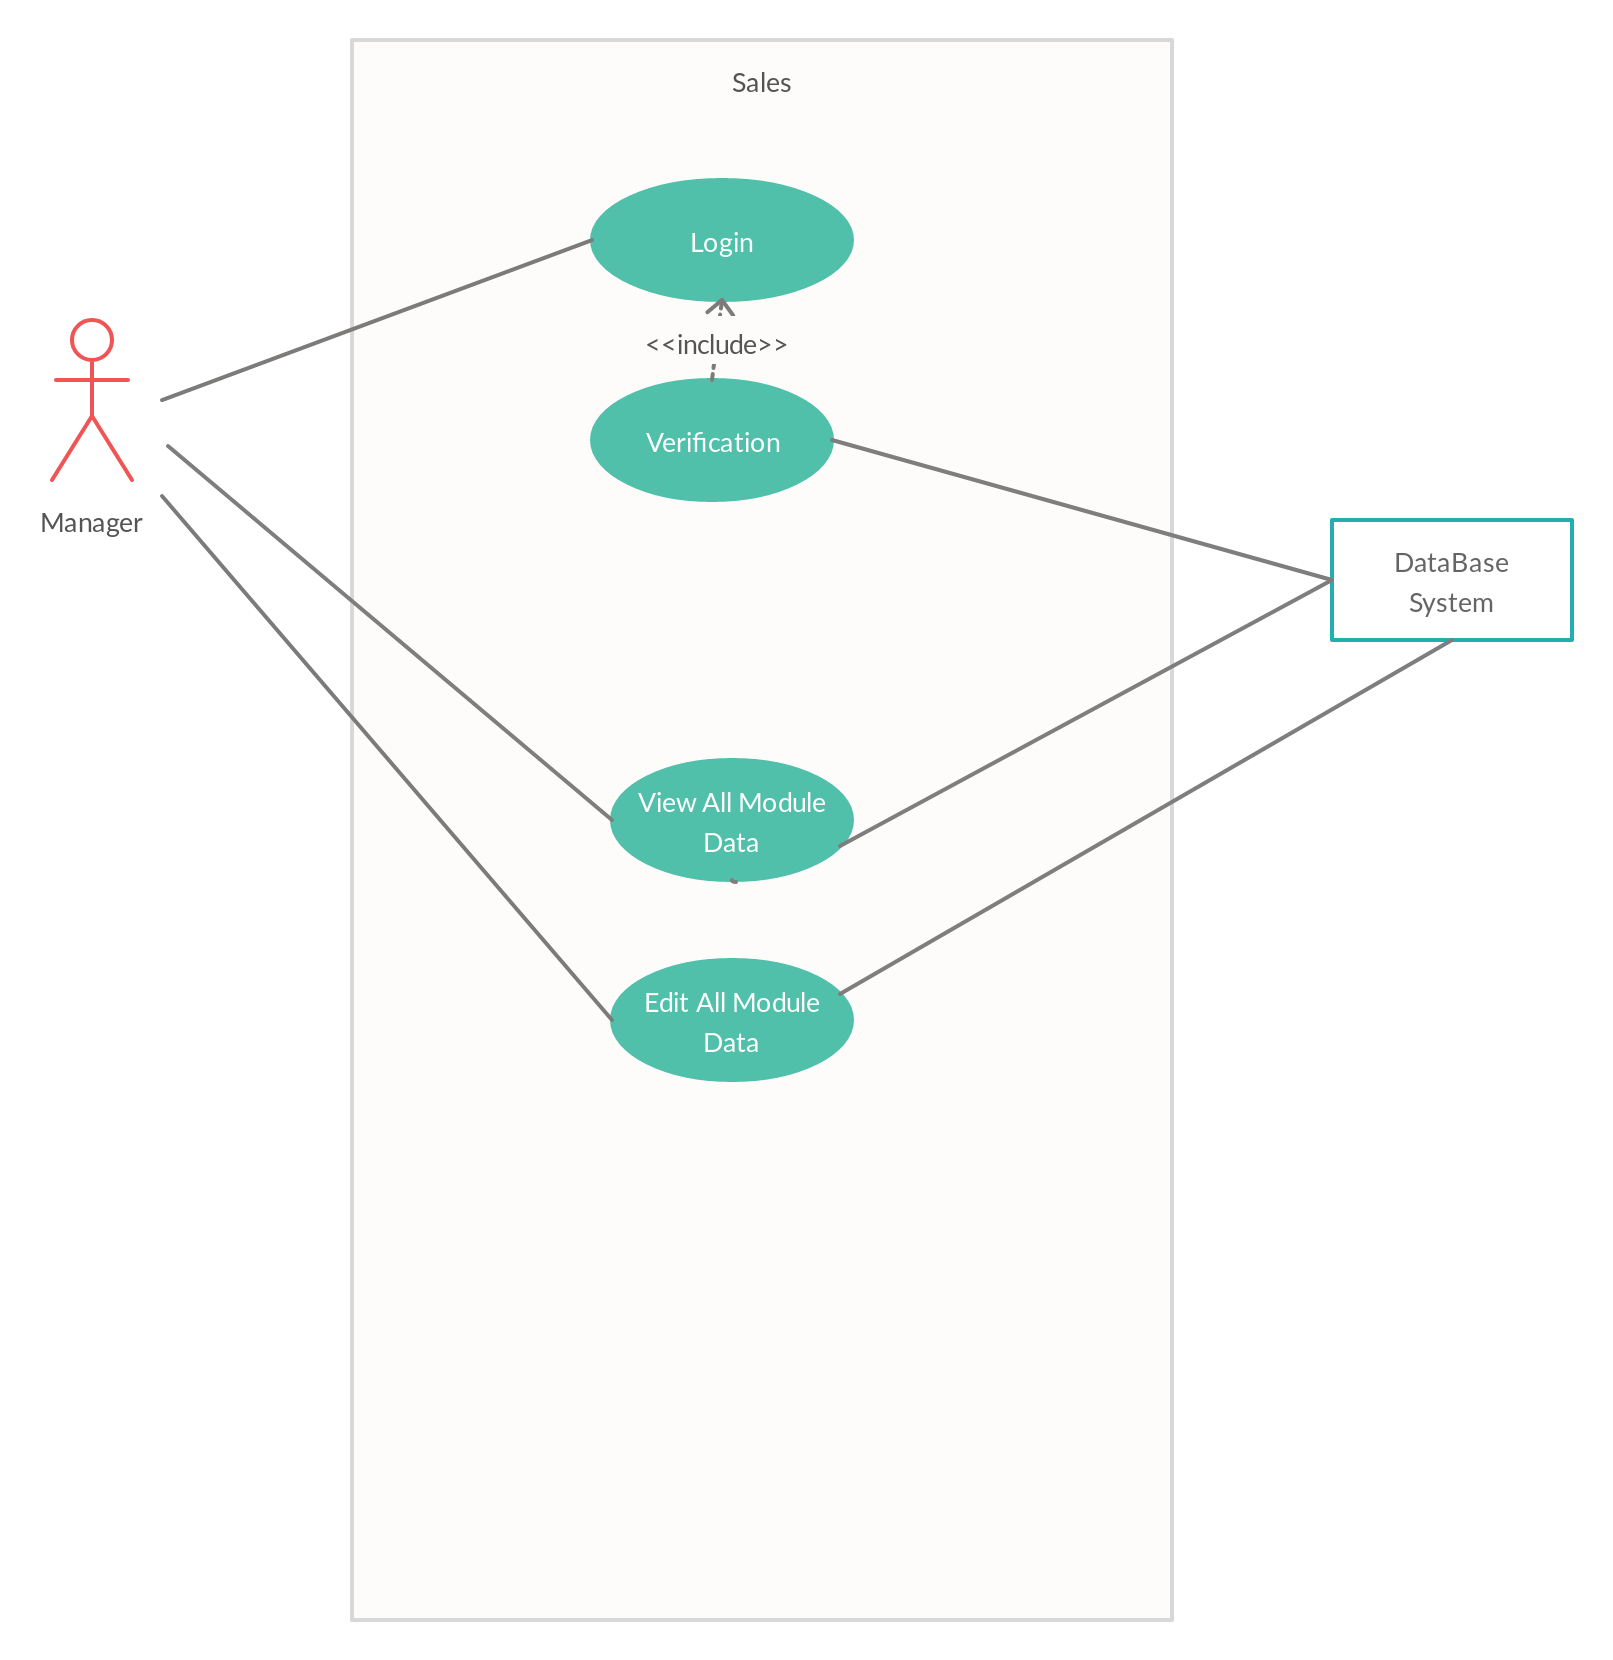 Sales
Login
<<include>>
Verification
Manager
DataBase
System
View All Module
Data
Edit All Module
Data